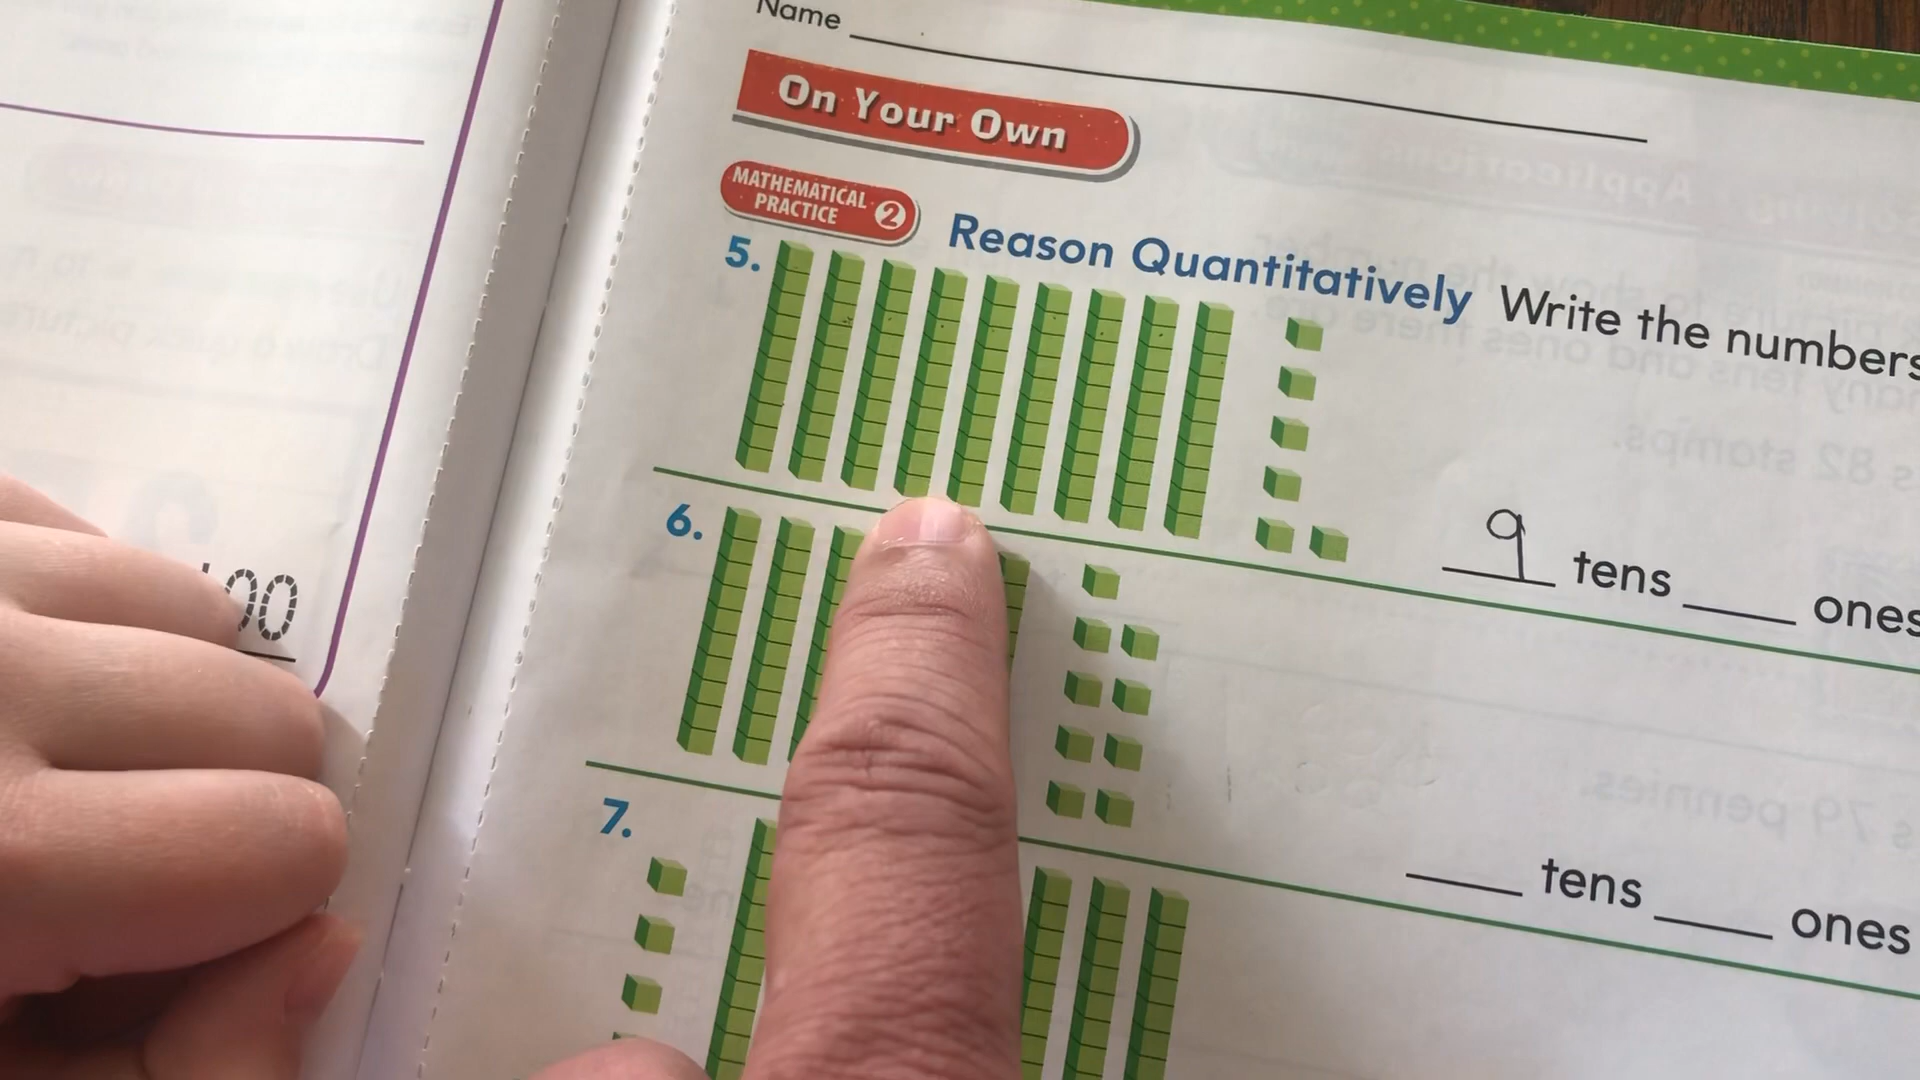 Name
On Your Own
MATHEMATICAL
PRACTICE 2
Reason Quantitatively Write the numbers
5.
9 tens ones
6.
tens ones
7.
00